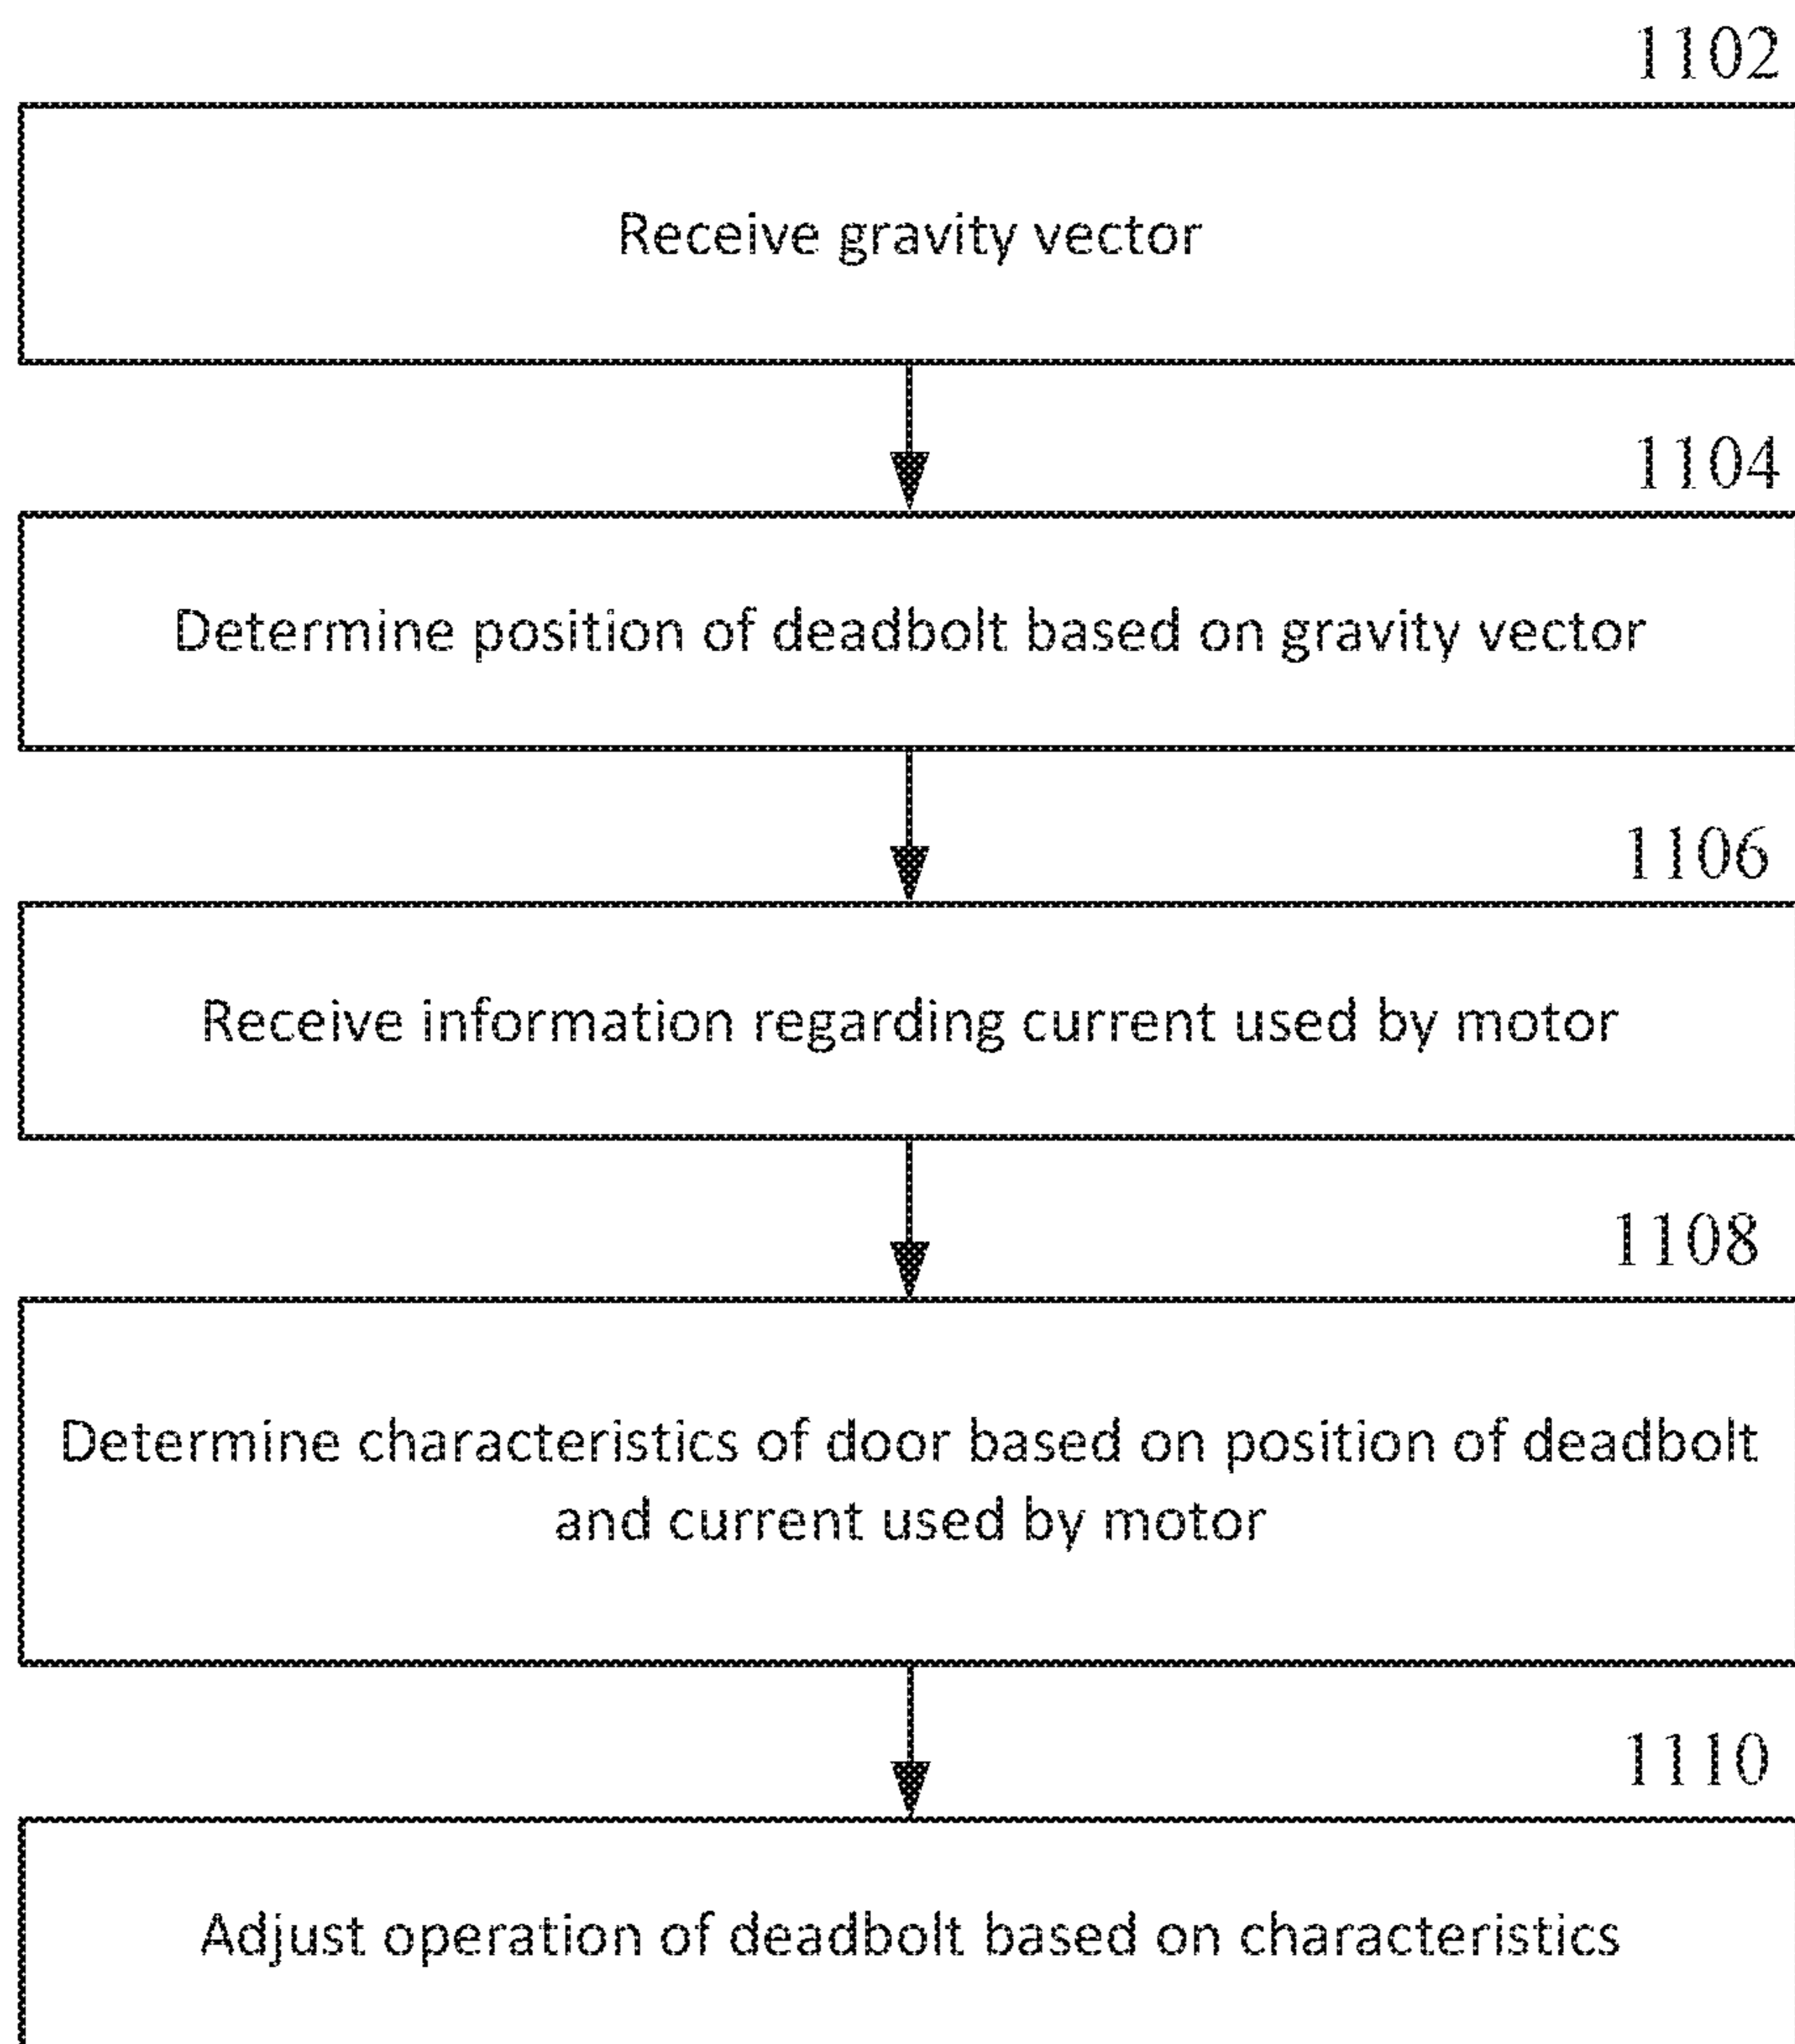 1102
Receive gravity vector
1104
Determine position of deadbolt based on gravity vector
1106
Receive information regarding current used by motor
1108
Determine characteristics of door based on position of deadbolt
and current used by motor
1110
Adjust operation of deadbolt based on characteristics